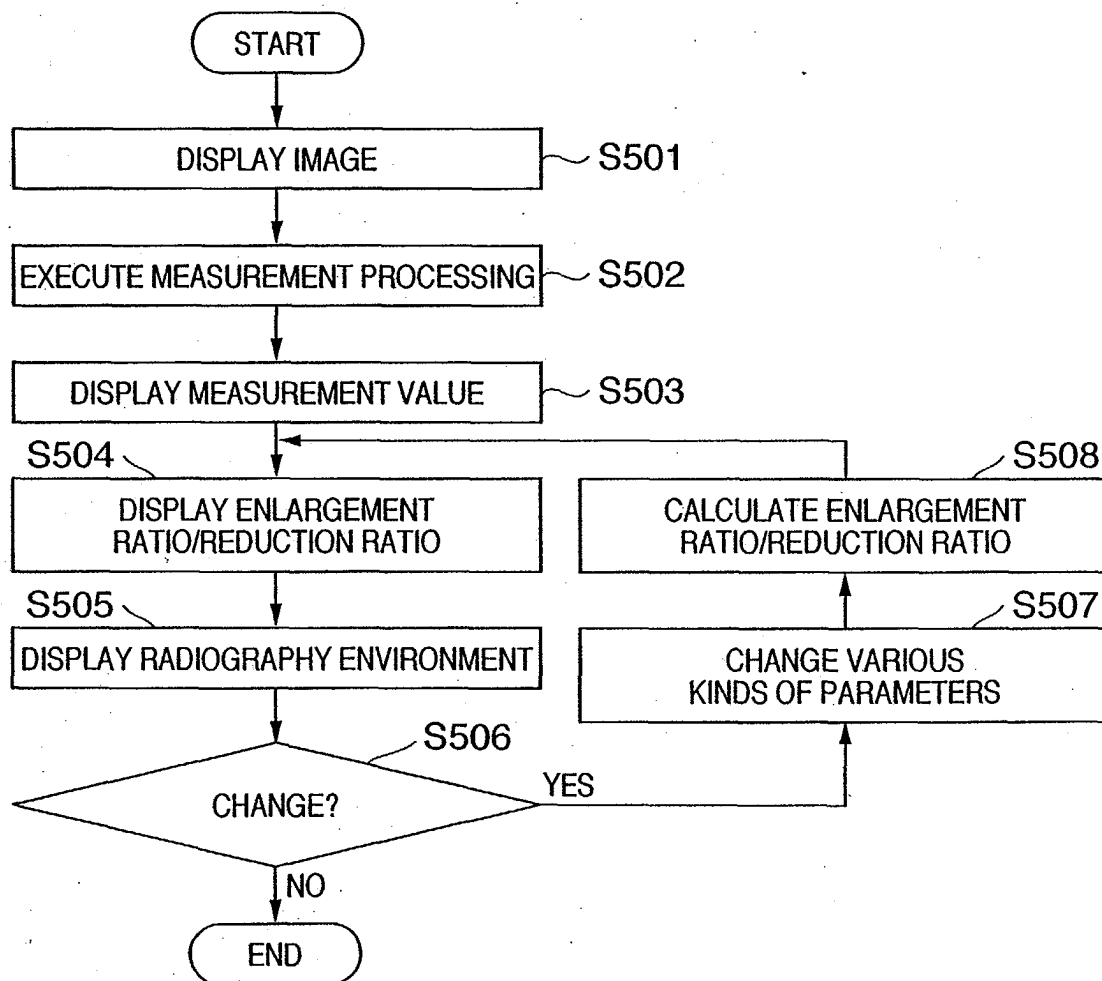 START
DISPLAY IMAGE
S501
EXECUTE MEASUREMENT PROCESSING
S502
DISPLAY MEASUREMENT VALUE
S503
S504
DISPLAY ENLARGEMENT
RATIO/REDUCTION RATIO
S508
CALCULATE ENLARGEMENT
RATIO/REDUCTION RATIO
S505
DISPLAY RADIOGRAPHY ENVIRONMENT
S507
CHANGE VARIOUS
KINDS OF PARAMETERS
S506
CHANGE?
YES
NO
END